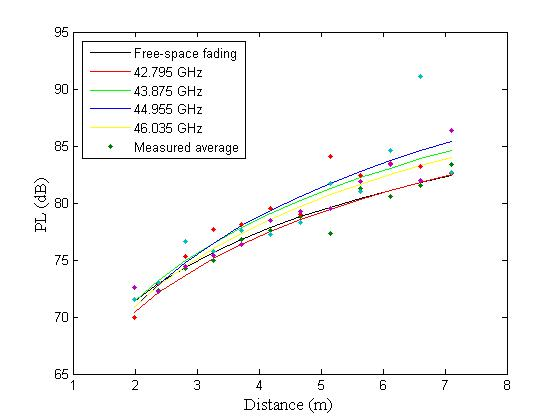 95
90
85
80
75
70
65
PL (dB)
Free-space fading
42.795 GHz
43.875 GHz
44.955 GHz
46.035 GHz
Measured average
1 2 3 4 5 6 7 8
Distance (m)